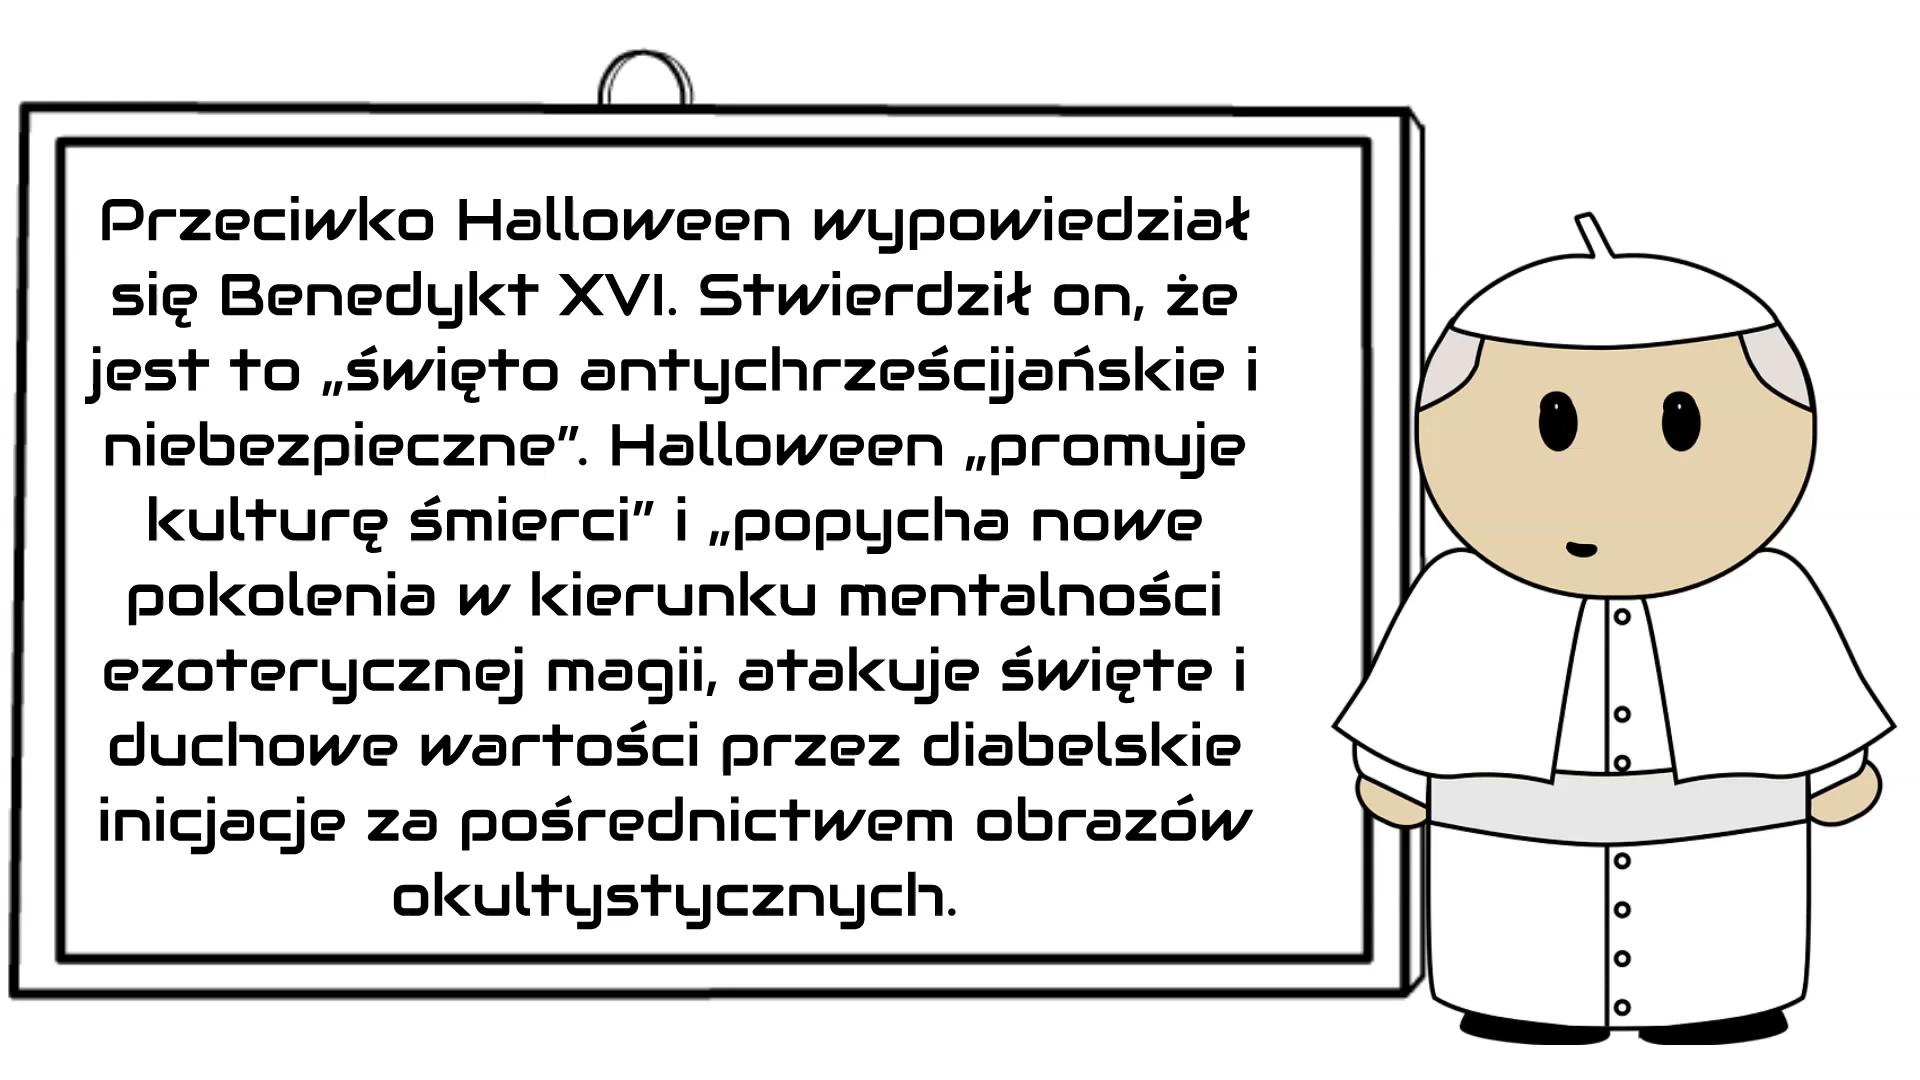 Przeciwko Halloween wypowiedział
się Benedykt XVI. Stwierdził on, że
jest to „święto antychrześcijańskie i
niebezpieczne”. Halloween „promuje
kulturę śmierci” i „popycha nowe
pokolenia w kierunku mentalności
ezoterycznej magii, atakuje święte i
duchowe wartości przez diabelskie
inicjacje za pośrednictwem obrazów
okultystycznych.